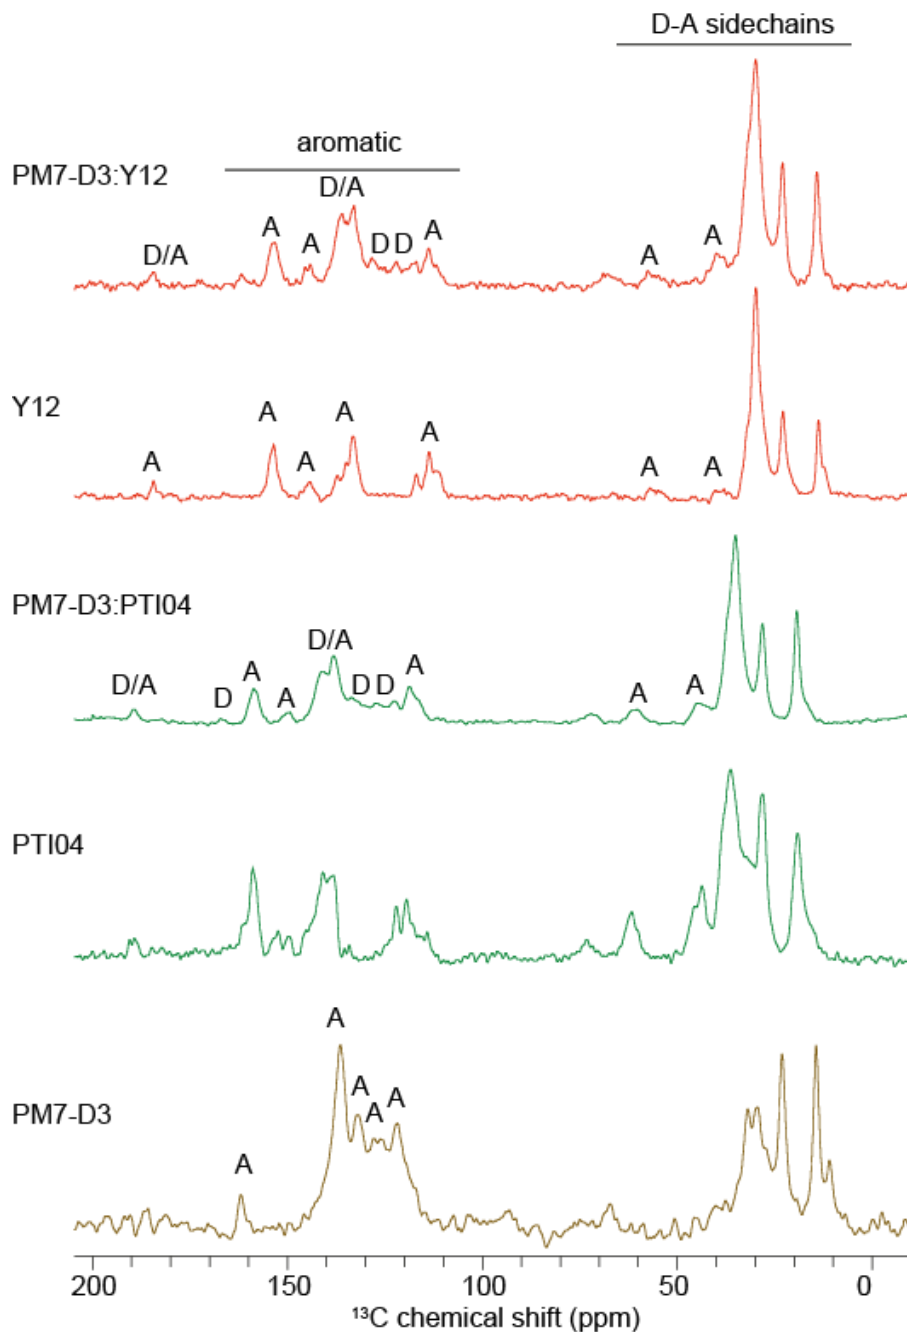 D-A sidechains
aromatic
PM7-D3:Y12
D/A
D/A
A
A
D D
A
A
A
Y12
A
A
A
A
A
A
A
PM7-D3:PTI04
D/A
D
A
A
D/A
D D
A
A
A
PTI04
PM7-D3
A
A
A
A
A
200 150 100 50 0
¹³C chemical shift (ppm)